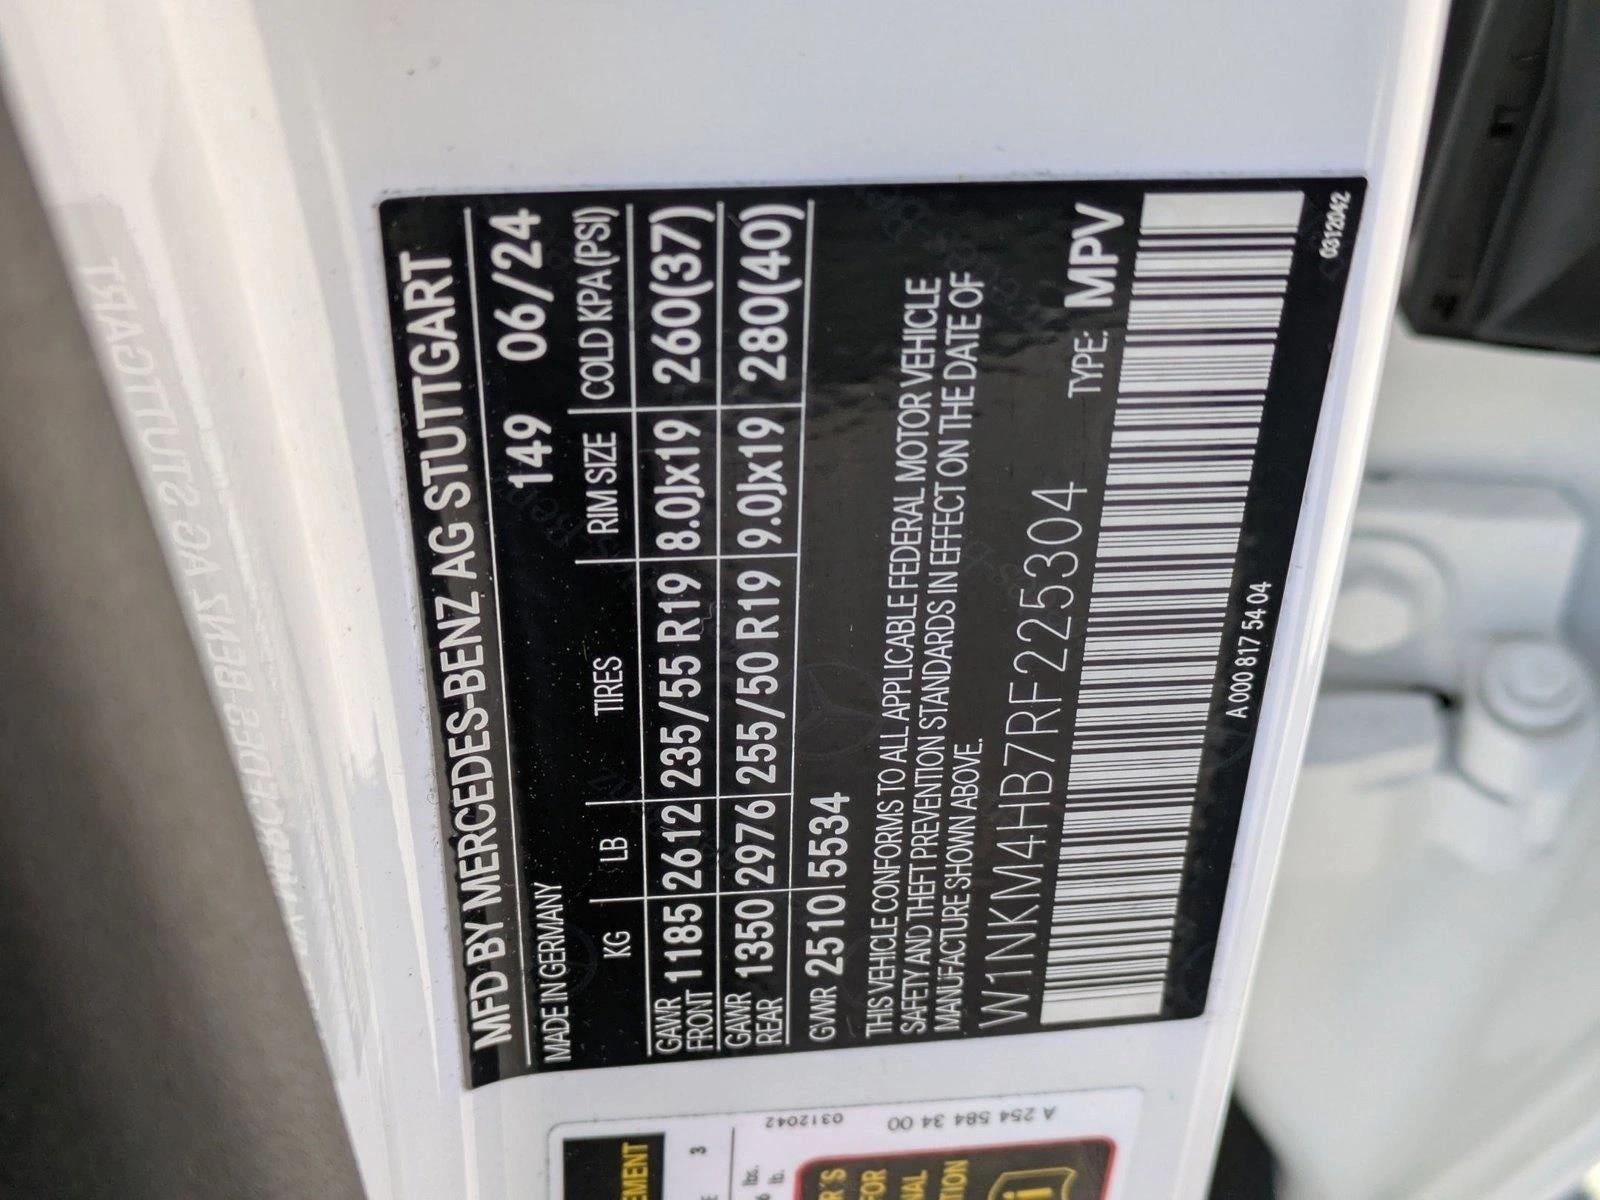 MFD BY MERCEDES-BENZ AG STUTTGART
MADE IN GERMANY 149 06/24
KG LB TIRES RIM SIZE COLD KPA(PSI)
GAWR FRONT 1185 2612 235/55 R19 8.0Jx19 260(37)
GAWR REAR 1350 2976 255/50 R19 9.0Jx19 280(40)
GVWR 2510 5534
THIS VEHICLE CONFORMS TO ALL APPLICABLE FEDERAL MOTOR VEHICLE
SAFETY AND THEFT PREVENTION STANDARDS IN EFFECT ON THE DATE OF
MANUFACTURE SHOWN ABOVE.
W1NKM4HB7RF225304 TYPE: MPV
A 000 817 54 04
0312042
A 254 584 34 00
0312042
3
lbs.
lb.
FOR